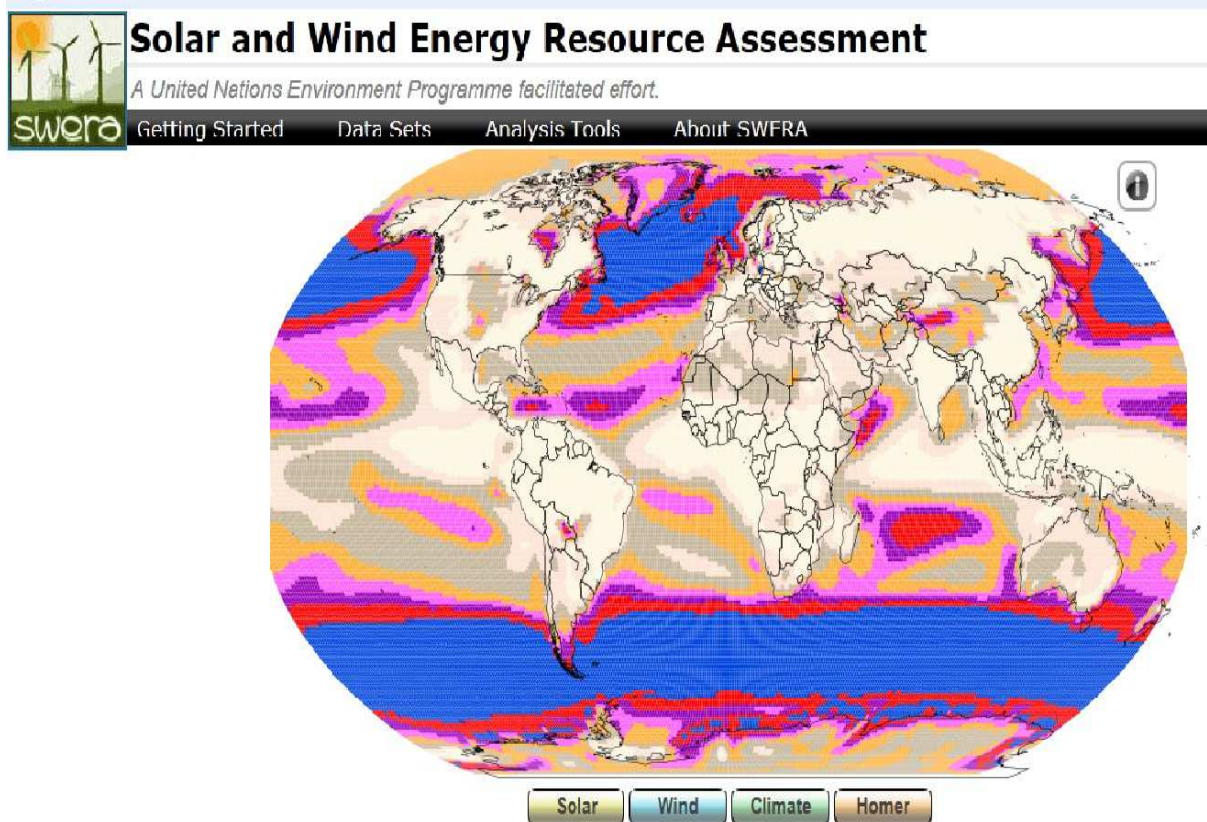 Solar and Wind Energy Resource Assessment
A United Nations Environment Programme facilitated effort.
swera
Getting Started Data Sets Analysis Tools About SWERA
i
Solar Wind Climate Homer